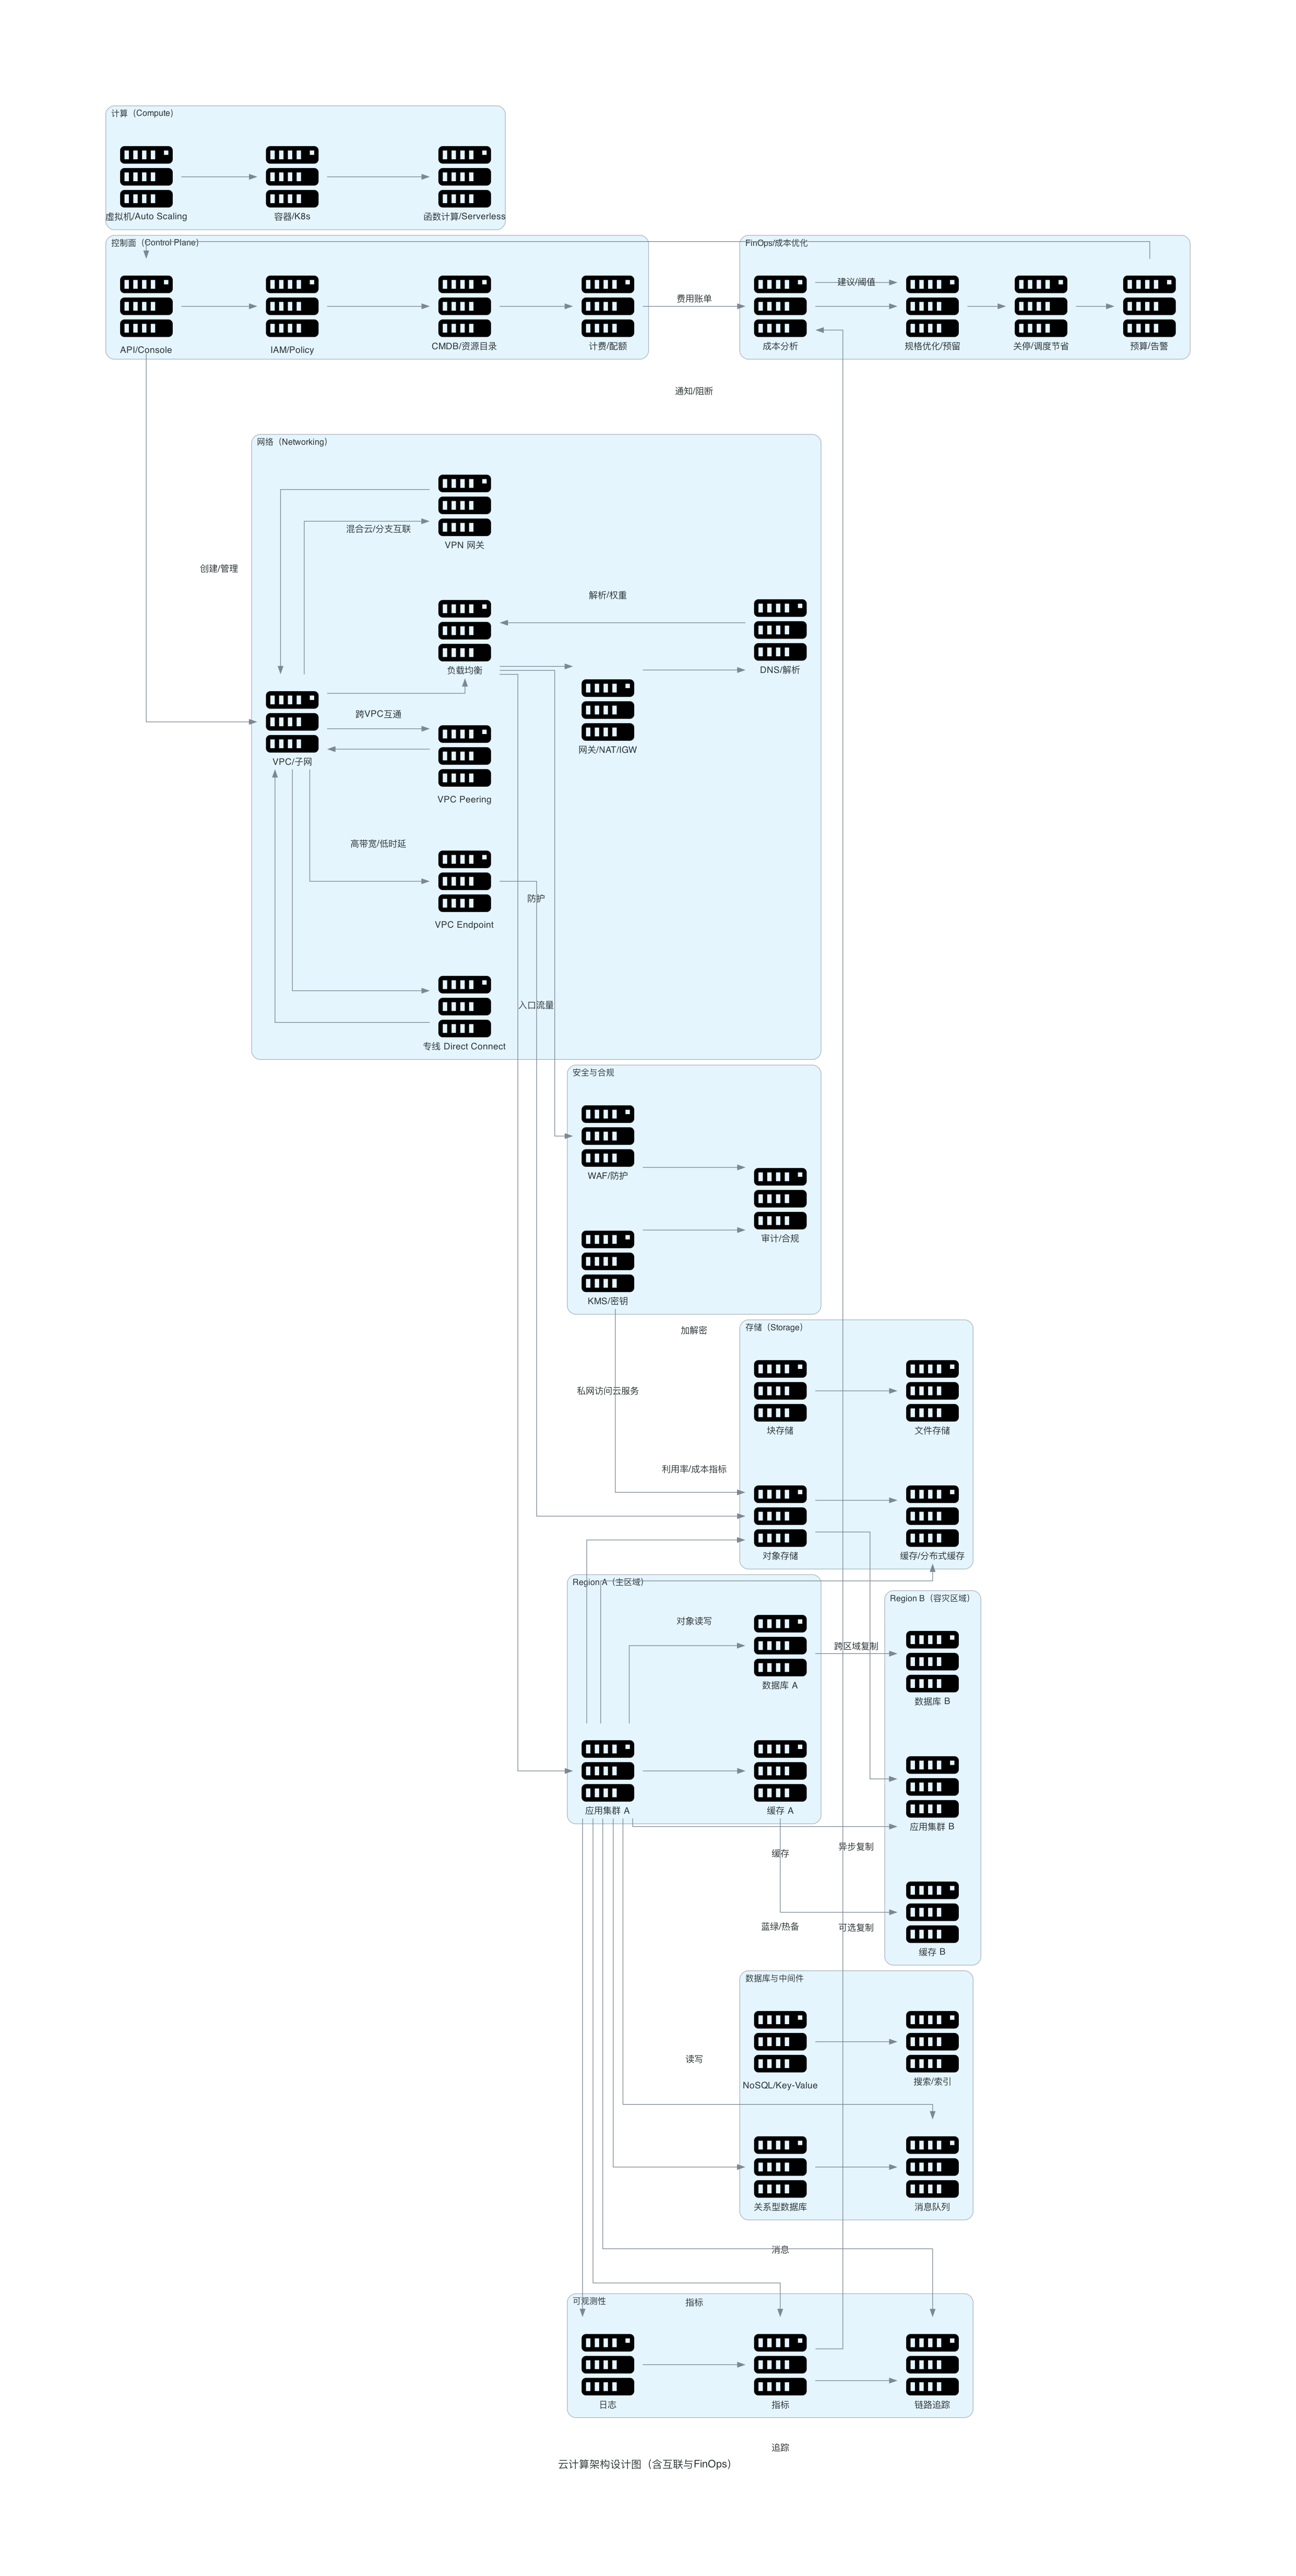 计算（Compute）
虚拟机/Auto Scaling
容器/K8s
函数计算/Serverless
控制面（Control Plane）
FinOps/成本优化
建议/阈值
费用账单
API/Console
IAM/Policy
CMDB/资源目录
计费/配额
成本分析
规格优化/预留
关停/调度节省
预算/告警
通知/阻断
网络（Networking）
混合云/分支互联
VPN 网关
创建/管理
解析/权重
负载均衡
DNS/解析
跨VPC互通
网关/NAT/IGW
VPC/子网
VPC Peering
高带宽/低时延
防护
VPC Endpoint
入口流量
专线 Direct Connect
安全与合规
WAF/防护
审计/合规
KMS/密钥
加解密
存储（Storage）
私网访问云服务
块存储
文件存储
利用率/成本指标
对象存储
缓存/分布式缓存
Region A（主区域）
Region B（容灾区域）
对象读写
跨区域复制
数据库 A
数据库 B
应用集群 A
缓存 A
应用集群 B
异步复制
缓存
蓝绿/热备
可选复制
缓存 B
数据库与中间件
读写
NoSQL/Key-Value
搜索/索引
关系型数据库
消息队列
消息
可观测性
指标
日志
指标
链路追踪
追踪
云计算架构设计图（含互联与FinOps）